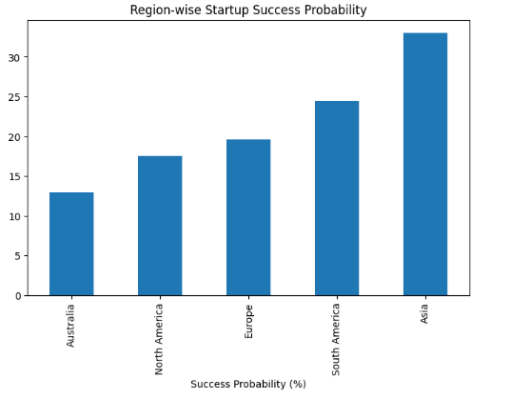 Region-wise Startup Success Probability
30
25
20
15
10
5
0
Australia
North America
Europe
South America
Asia
Success Probability (%)